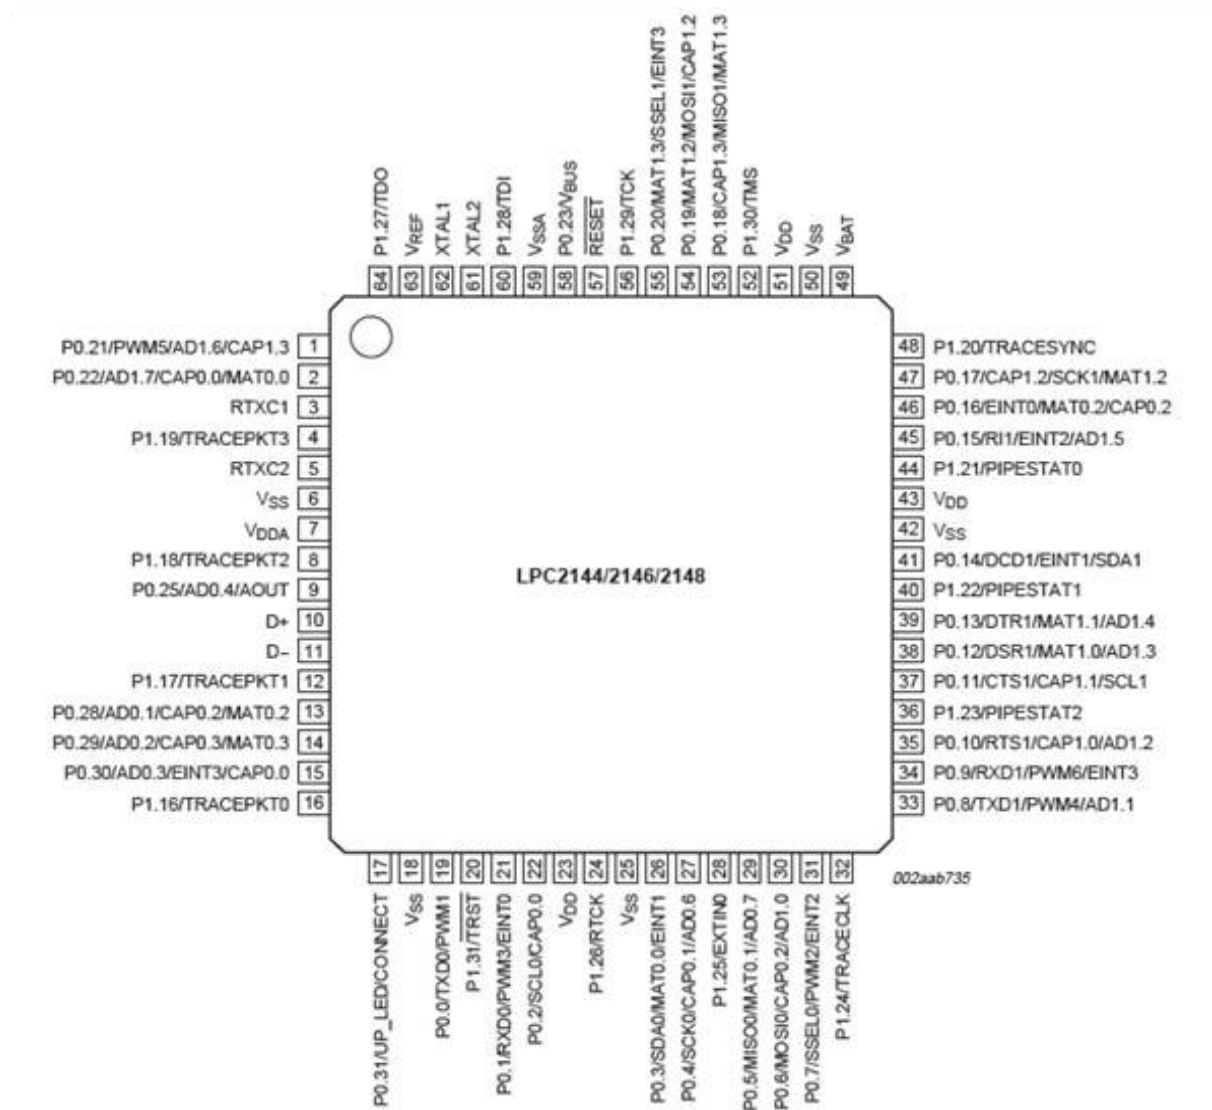 P1.27/TDO
VREF
XTAL1
XTAL2
P1.28/TDI
VSSA
P0.23/VBUS
RESET
P1.29/TCK
P0.20/MAT1.3/SSEL1/EINT3
P0.19/MAT1.2/MOSI1/CAP1.2
P0.18/CAP1.3/MISO1/MAT1.3
P1.30/TMS
VDD
VSS
VBAT
64 63 62 61 60 59 58 57 56 55 54 53 52 51 50 49
P0.21/PWM5/AD1.6/CAP1.3 1
P0.22/AD1.7/CAP0.0/MAT0.0 2
RTXC1 3
P1.19/TRACEPKT3 4
RTXC2 5
VSS 6
VDDA 7
P1.18/TRACEPKT2 8
P0.25/AD0.4/AOUT 9
D+ 10
D− 11
P1.17/TRACEPKT1 12
P0.28/AD0.1/CAP0.2/MAT0.2 13
P0.29/AD0.2/CAP0.3/MAT0.3 14
P0.30/AD0.3/EINT3/CAP0.0 15
P1.16/TRACEPKT0 16
LPC2144/2146/2148
48 P1.20/TRACESYNC
47 P0.17/CAP1.2/SCK1/MAT1.2
46 P0.16/EINT0/MAT0.2/CAP0.2
45 P0.15/RI1/EINT2/AD1.5
44 P1.21/PIPESTAT0
43 VDD
42 VSS
41 P0.14/DCD1/EINT1/SDA1
40 P1.22/PIPESTAT1
39 P0.13/DTR1/MAT1.1/AD1.4
38 P0.12/DSR1/MAT1.0/AD1.3
37 P0.11/CTS1/CAP1.1/SCL1
36 P1.23/PIPESTAT2
35 P0.10/RTS1/CAP1.0/AD1.2
34 P0.9/RXD1/PWM6/EINT3
33 P0.8/TXD1/PWM4/AD1.1
17 18 19 20 21 22 23 24 25 26 27 28 29 30 31 32
P0.31/UP_LED/CONNECT
VSS
P0.0/TXD0/PWM1
P1.31/TRST
P0.1/RXD0/PWM3/EINT0
P0.2/SCL0/CAP0.0
VDD
P1.26/RTCK
VSS
P0.3/SDA0/MAT0.0/EINT1
P0.4/SCK0/CAP0.1/AD0.6
P1.25/EXTIN0
P0.5/MISO0/MAT0.1/AD0.7
P0.6/MOSI0/CAP0.2/AD1.0
P0.7/SSEL0/PWM2/EINT2
P1.24/TRACECLK
002aab735